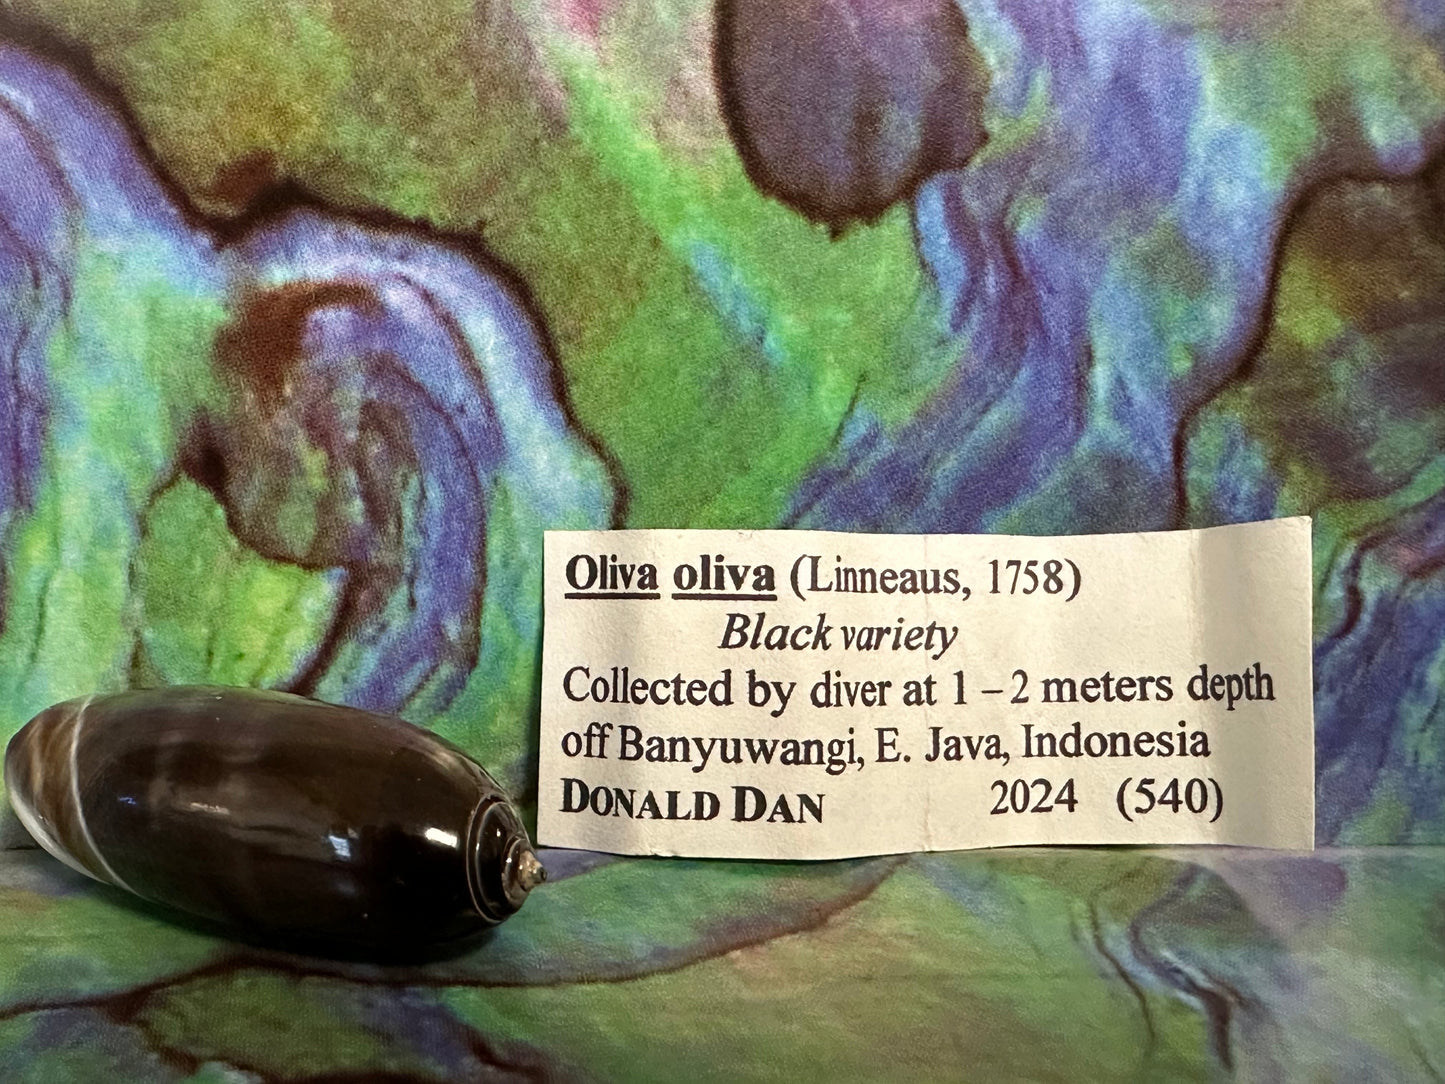 Oliva oliva (Linneaus, 1758)
Black variety
Collected by diver at 1 – 2 meters depth
off Banyuwangi, E. Java, Indonesia
DONALD DAN 2024 (540)